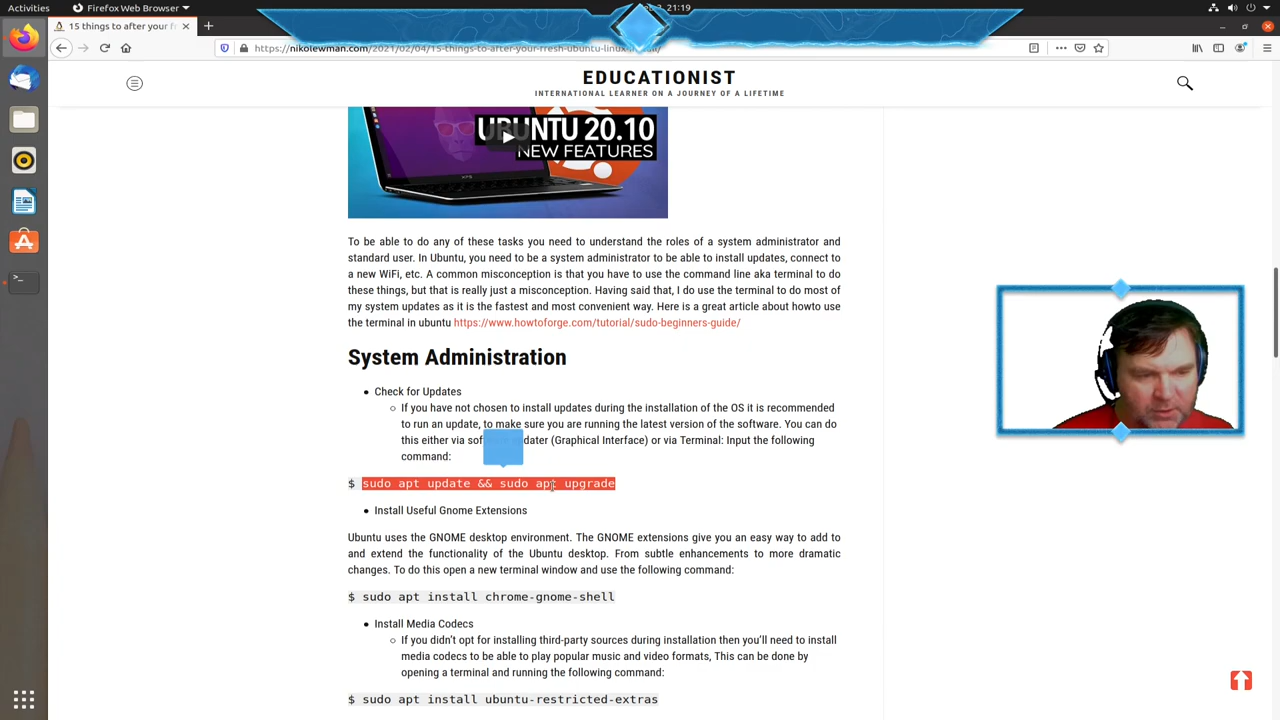 Activities
Firefox Web Browser
21:19
15 things to after your f
https://nikolewman.com/2021/02/04/15-things-to-after-your-fresh-ubuntu-linux
EDUCATIONIST
INTERNATIONAL LEARNER ON A JOURNEY OF A LIFETIME
UBUNTU 20.10
NEW FEATURES
To be able to do any of these tasks you need to understand the roles of a system administrator and
standard user. In Ubuntu, you need to be a system administrator to be able to install updates, connect to
a new WiFi, etc. A common misconception is that you have to use the command line aka terminal to do
these things, but that is really just a misconception. Having said that, I do use the terminal to do most of
my system updates as it is the fastest and most convenient way. Here is a great article about howto use
the terminal in ubuntu https://www.howtoforge.com/tutorial/sudo-beginners-guide/
System Administration
• Check for Updates
○ If you have not chosen to install updates during the installation of the OS it is recommended
to run an update, to make sure you are running the latest version of the software. You can do
this either via software updater (Graphical Interface) or via Terminal: Input the following
command:
$ sudo apt update && sudo apt upgrade
• Install Useful Gnome Extensions
Ubuntu uses the GNOME desktop environment. The GNOME extensions give you an easy way to add to
and extend the functionality of the Ubuntu desktop. From subtle enhancements to more dramatic
changes. To do this open a new terminal window and use the following command:
$ sudo apt install chrome-gnome-shell
• Install Media Codecs
○ If you didn't opt for installing third-party sources during installation then you'll need to install
media codecs to be able to play popular music and video formats, This can be done by
opening a terminal and running the following command:
$ sudo apt install ubuntu-restricted-extras